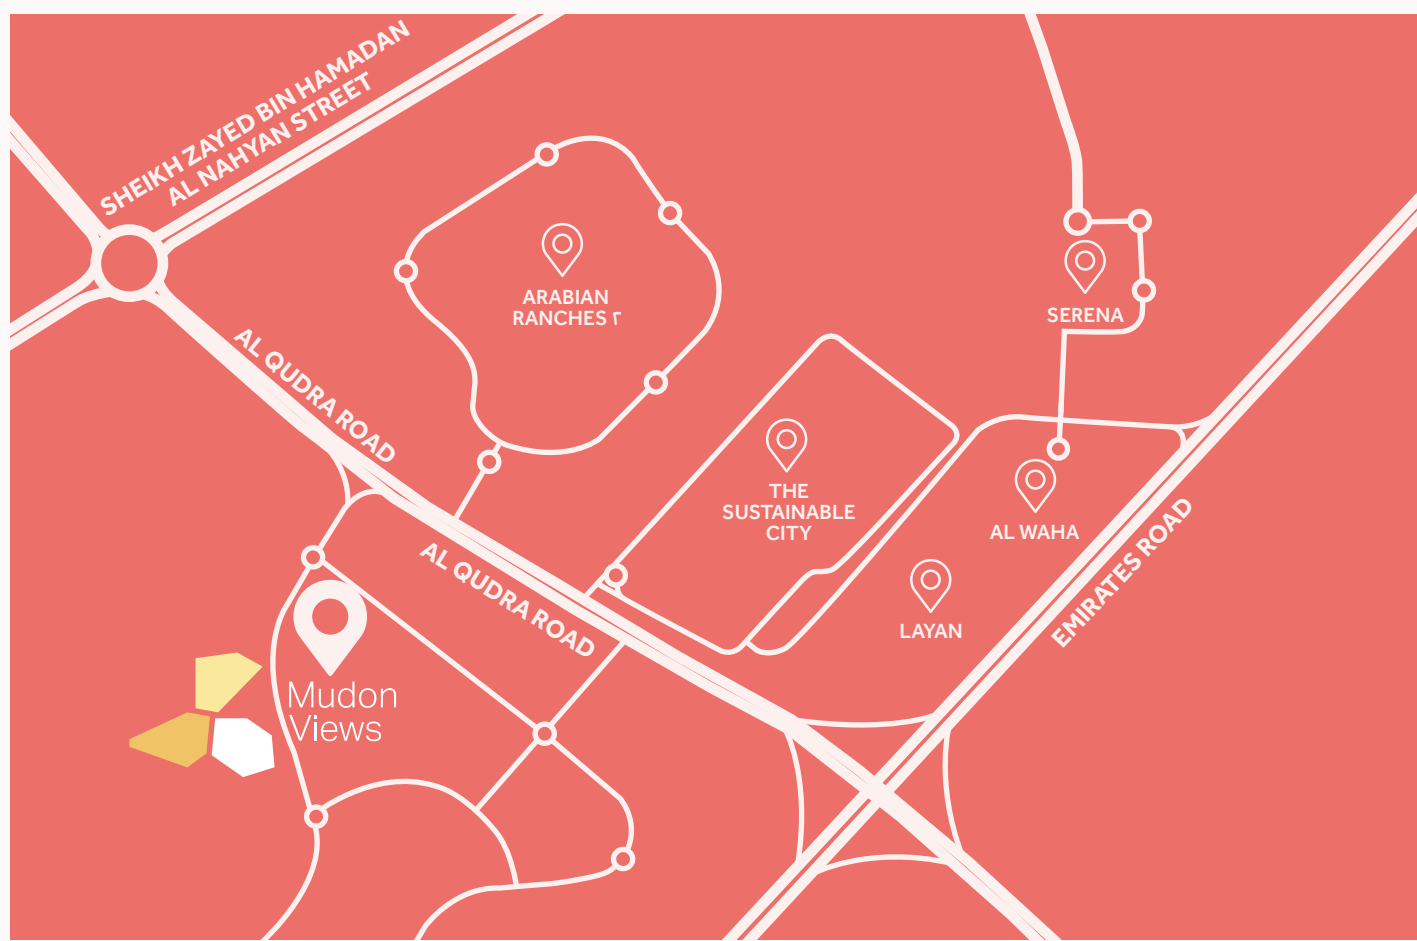 SHEIKH ZAYED BIN HAMADAN
AL NAHYAN STREET
ARABIAN
RANCHES ٢
SERENA
AL QUDRA ROAD
THE
SUSTAINABLE
CITY
AL WAHA
EMIRATES ROAD
AL QUDRA ROAD
LAYAN
Mudon
Views